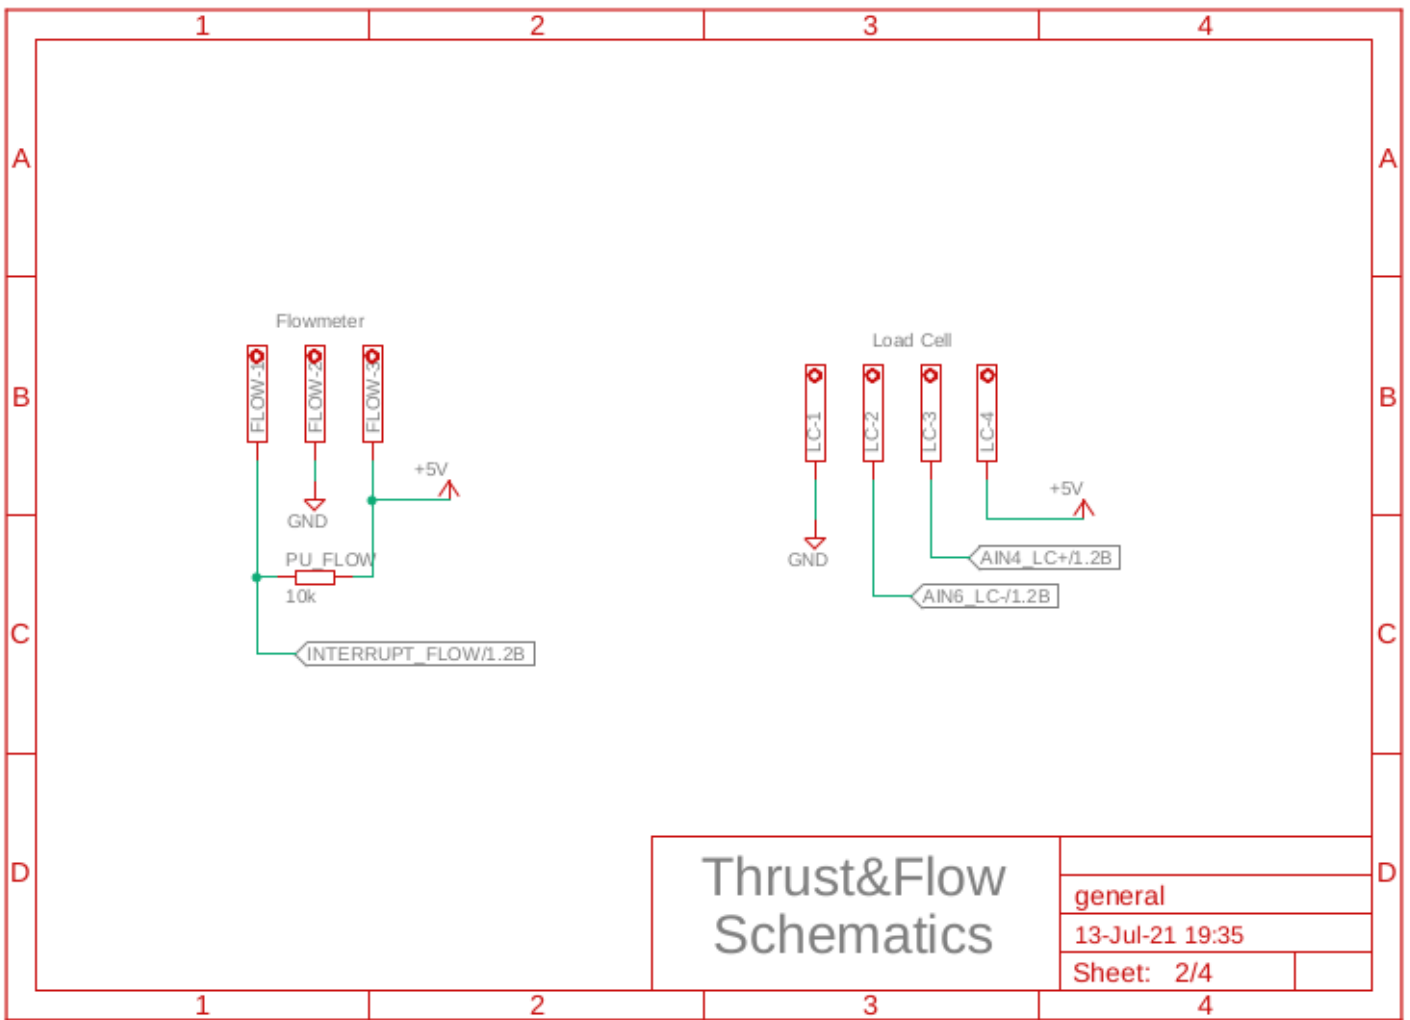 1 2 3 4
A A
Flowmeter
Load Cell
FLOW-1 FLOW-2 FLOW-3
LC-1 LC-2 LC-3 LC-4
B B
+5V
+5V
GND
GND
PU_FLOW
10k
AIN4_LC+/1.2B
AIN6_LC-/1.2B
C C
INTERRUPT_FLOW/1.2B
D D
Thrust&Flow
Schematics
general
13-Jul-21 19:35
Sheet: 2/4
1 2 3 4